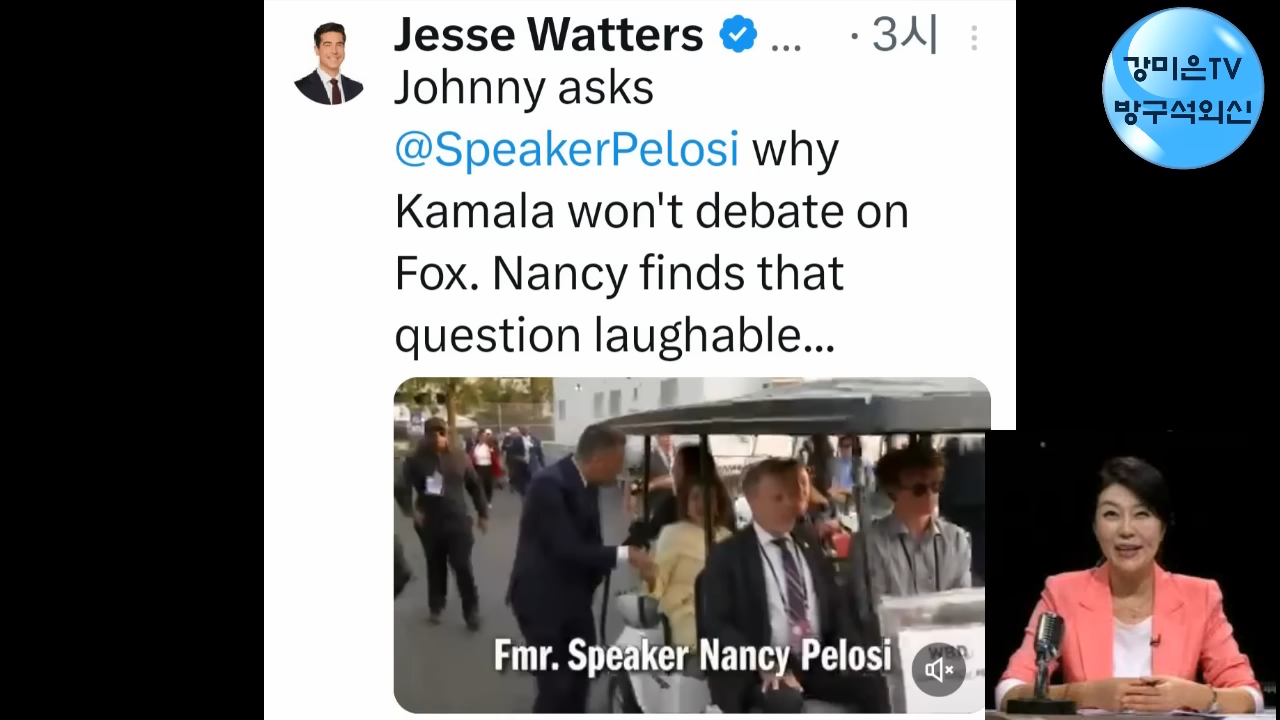 Jesse Watters ... · 3시
Johnny asks
@SpeakerPelosi why
Kamala won't debate on
Fox. Nancy finds that
question laughable...
Fmr. Speaker Nancy Pelosi
강미은TV
방구석외신